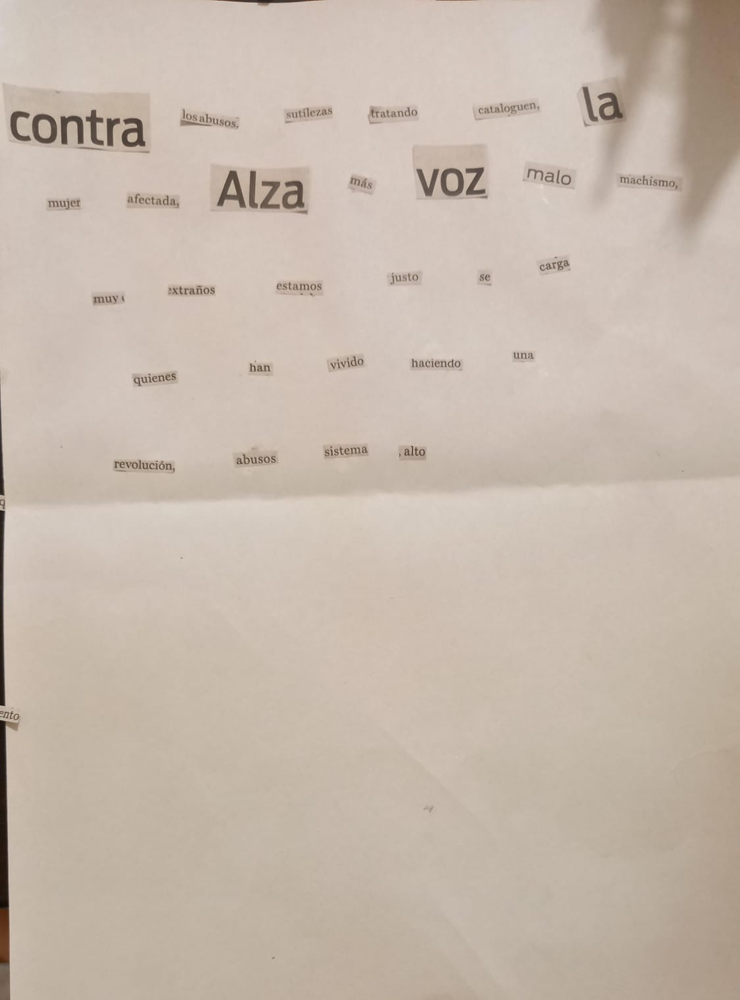 contra los abusos, sutilezas tratando cataloguen, la
mujer afectada, Alza más voz malo machismo,
muy extraños estamos justo se carga
quienes han vivido haciendo una
revolución, abusos sistema , alto
q
ento